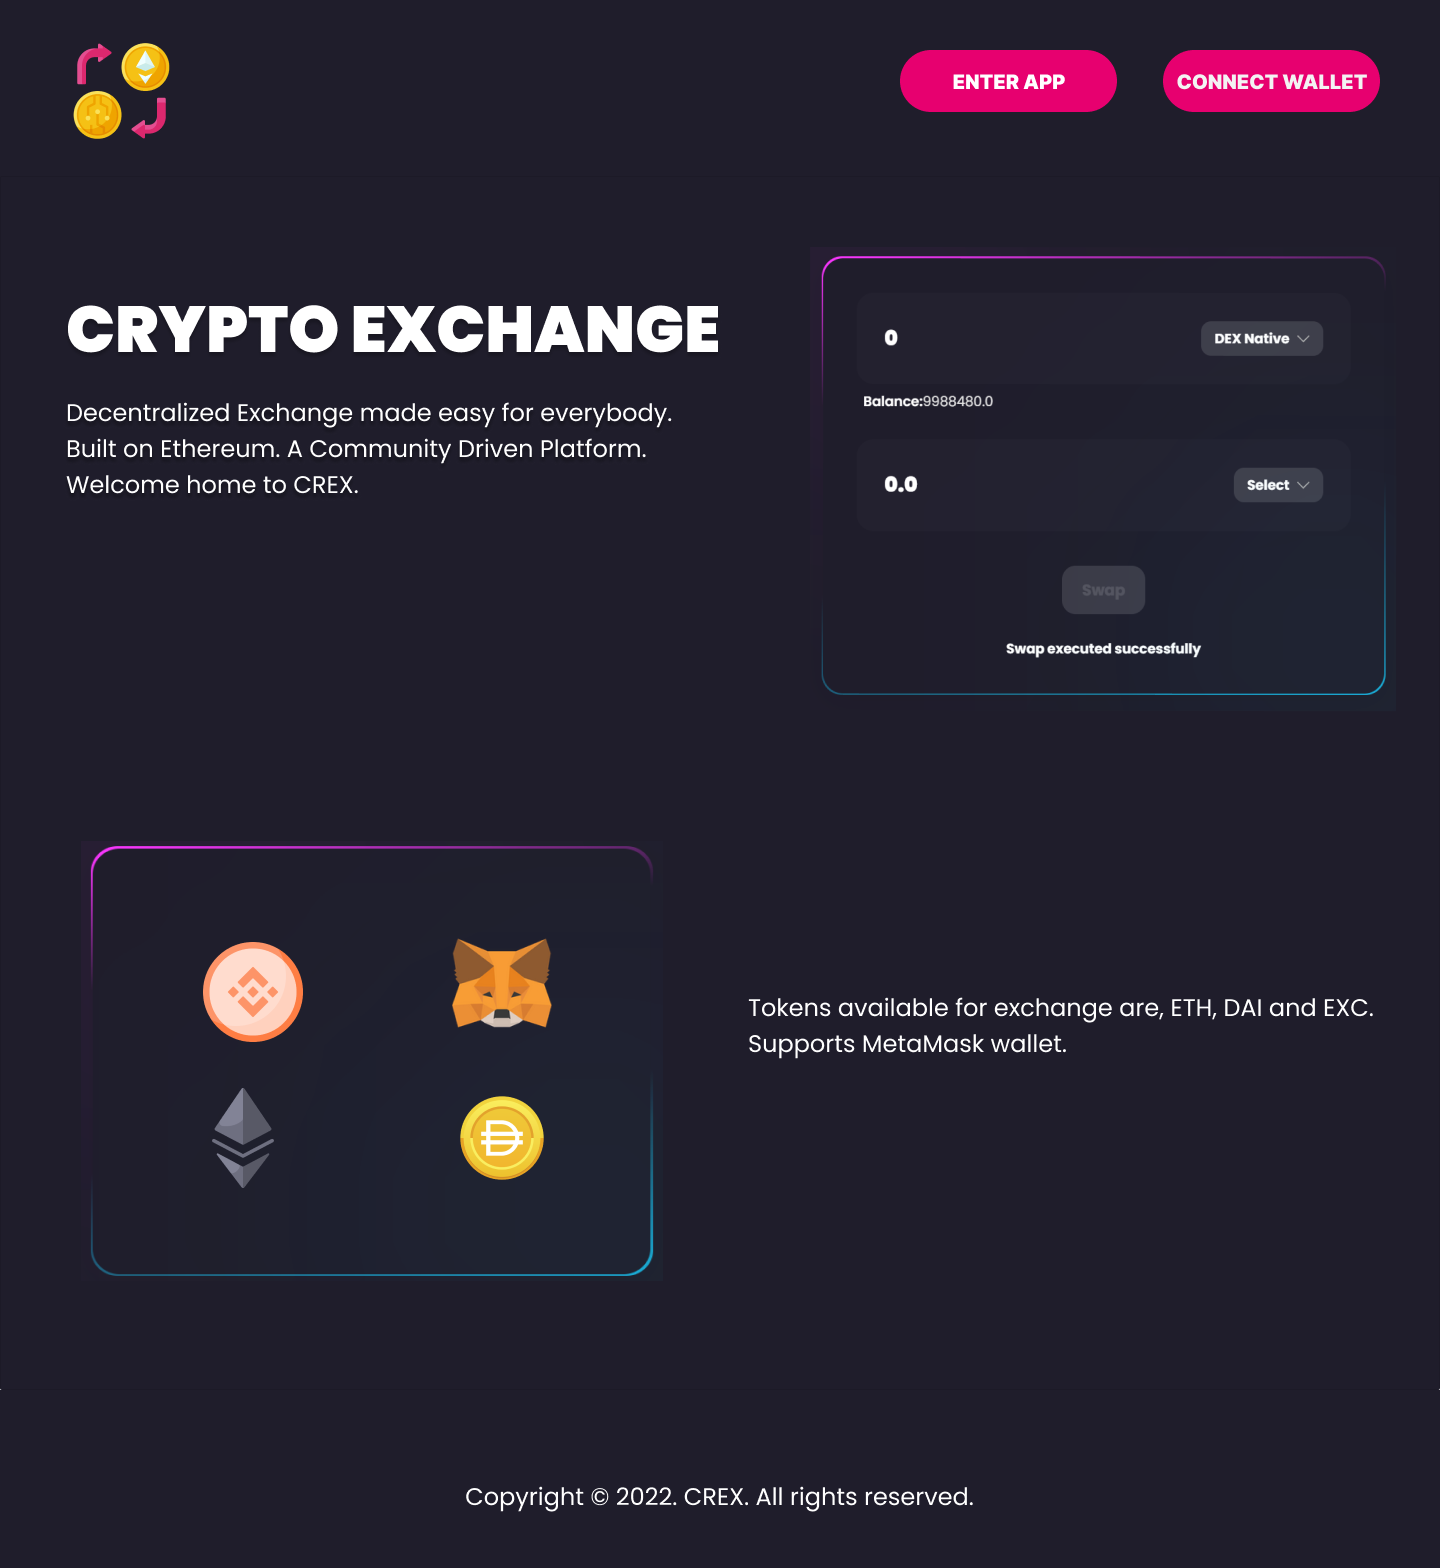 ENTER APP
CONNECT WALLET
CRYPTO EXCHANGE
Decentralized Exchange made easy for everybody.
Built on Ethereum. A Community Driven Platform.
Welcome home to CREX.
0
DEX Native
Balance:9988480.0
0.0
Select
Swap
Swap executed successfully
Tokens available for exchange are, ETH, DAI and EXC.
Supports MetaMask wallet.
Copyright © 2022. CREX. All rights reserved.